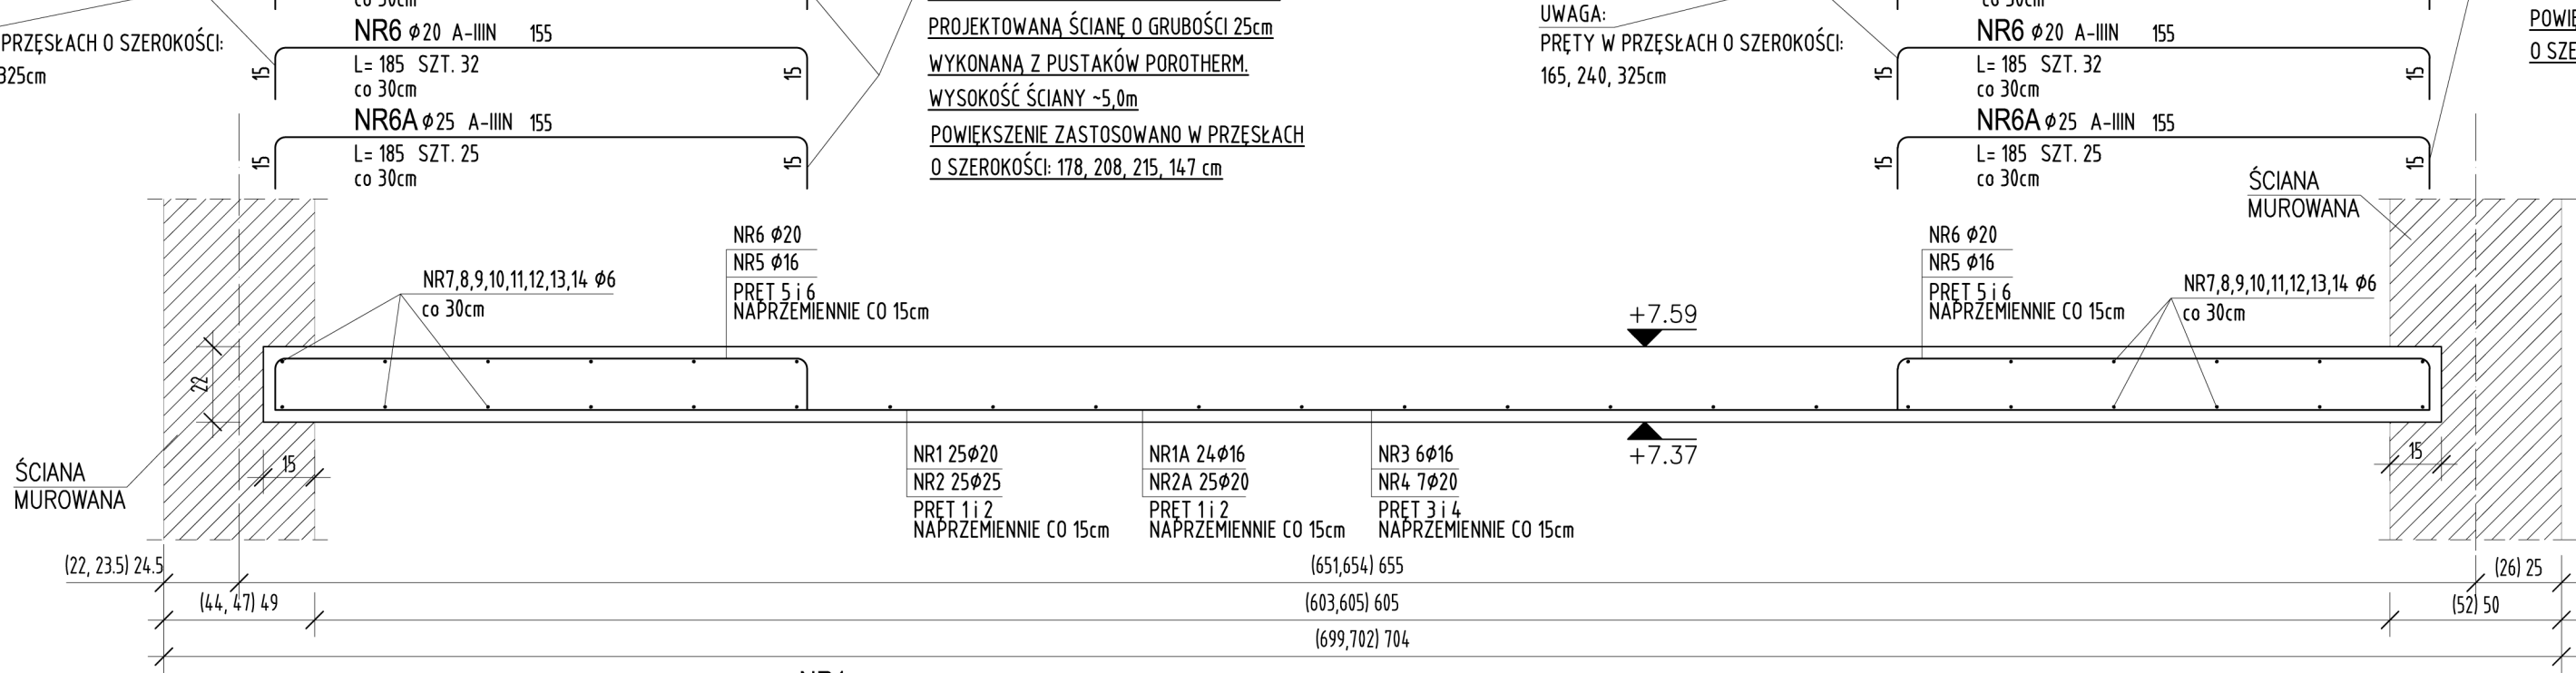 NR6 ϕ20 A-IIIN 155
PRZĘSŁACH O SZEROKOŚCI:
325cm
L= 185 SZT. 32
co 30cm
15
15
NR6A ϕ25 A-IIIN 155
L= 185 SZT. 25
co 30cm
15
15
PROJEKTOWANĄ ŚCIANĘ O GRUBOŚCI 25cm
WYKONANĄ Z PUSTAKÓW POROTHERM.
WYSOKOŚĆ ŚCIANY ~5,0m
POWIĘKSZENIE ZASTOSOWANO W PRZĘSŁACH
O SZEROKOŚCI: 178, 208, 215, 147 cm
UWAGA:
PRĘTY W PRZĘSŁACH O SZEROKOŚCI:
165, 240, 325cm
NR6 ϕ20 A-IIIN 155
L= 185 SZT. 32
co 30cm
15
15
NR6A ϕ25 A-IIIN 155
L= 185 SZT. 25
co 30cm
15
15
ŚCIANA
MUROWANA
NR7,8,9,10,11,12,13,14 ϕ6
co 30cm
NR6 ϕ20
NR5 ϕ16
PRĘT 5 i 6
NAPRZEMIENNIE CO 15cm
+7.59
NR6 ϕ20
NR5 ϕ16
PRĘT 5 i 6
NAPRZEMIENNIE CO 15cm
NR7,8,9,10,11,12,13,14 ϕ6
co 30cm
22
15
ŚCIANA
MUROWANA
NR1 25ϕ20
NR2 25ϕ25
PRĘT 1 i 2
NAPRZEMIENNIE CO 15cm
NR1A 24ϕ16
NR2A 25ϕ20
PRĘT 1 i 2
NAPRZEMIENNIE CO 15cm
NR3 6ϕ16
NR4 7ϕ20
PRĘT 3 i 4
NAPRZEMIENNIE CO 15cm
+7.37
15
(22, 23.5) 24.5
(651,654) 655
(26) 25
(44, 47) 49
(603,605) 605
(52) 50
(699,702) 704